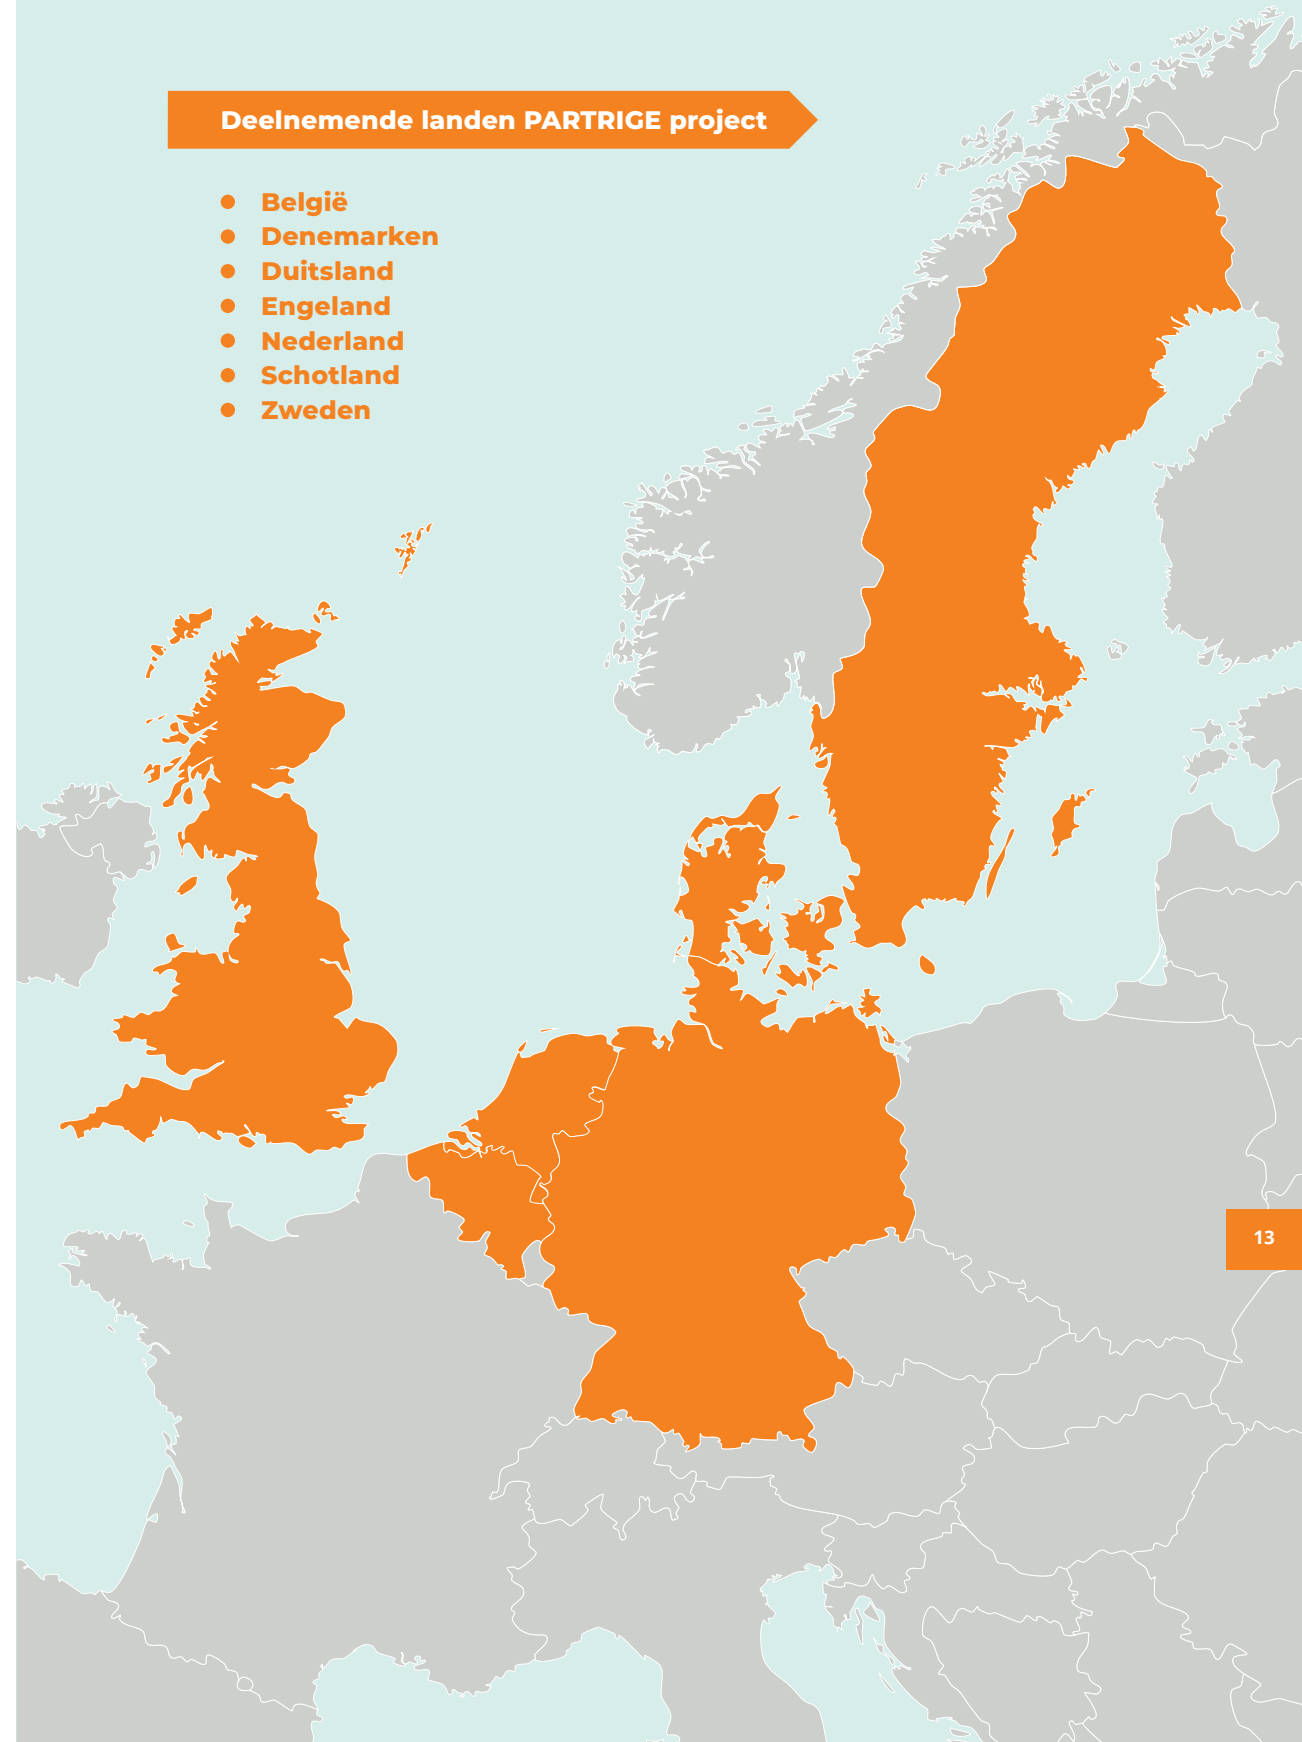 Deelnemende landen PARTRIGE project
België
Denemarken
Duitsland
Engeland
Nederland
Schotland
Zweden
13